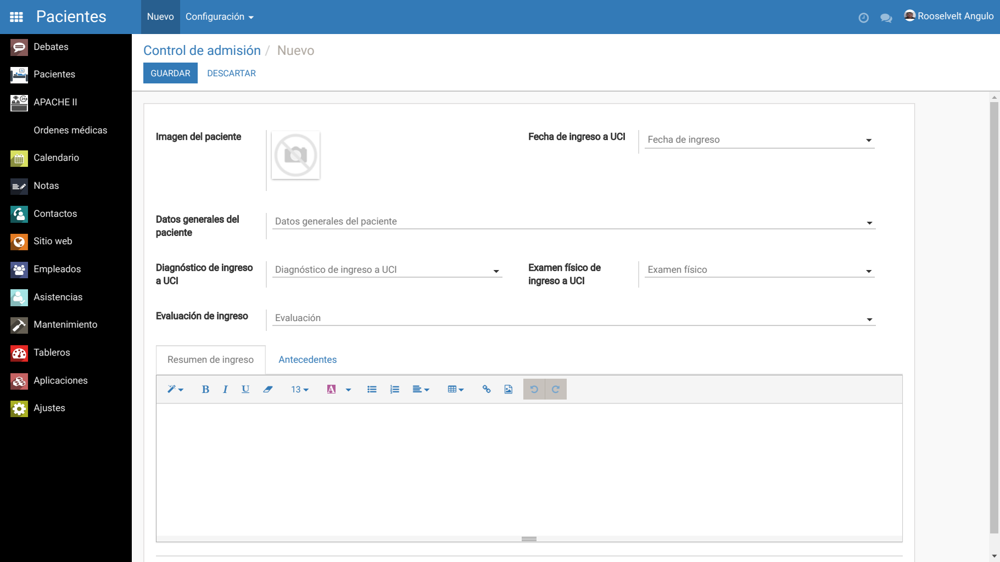 Pacientes
Nuevo
Configuración
Rooselvelt Angulo
Debates
Pacientes
APACHE II
Ordenes médicas
Calendario
Notas
Contactos
Sitio web
Empleados
Asistencias
Mantenimiento
Tableros
Aplicaciones
Ajustes
Control de admisión / Nuevo
GUARDAR
DESCARTAR
Imagen del paciente
Fecha de ingreso a UCI
Fecha de ingreso
Datos generales del
paciente
Datos generales del paciente
Diagnóstico de ingreso
a UCI
Diagnóstico de ingreso a UCI
Examen físico de
ingreso a UCI
Examen físico
Evaluación de ingreso
Evaluación
Resumen de ingreso
Antecedentes
B I U 13 A